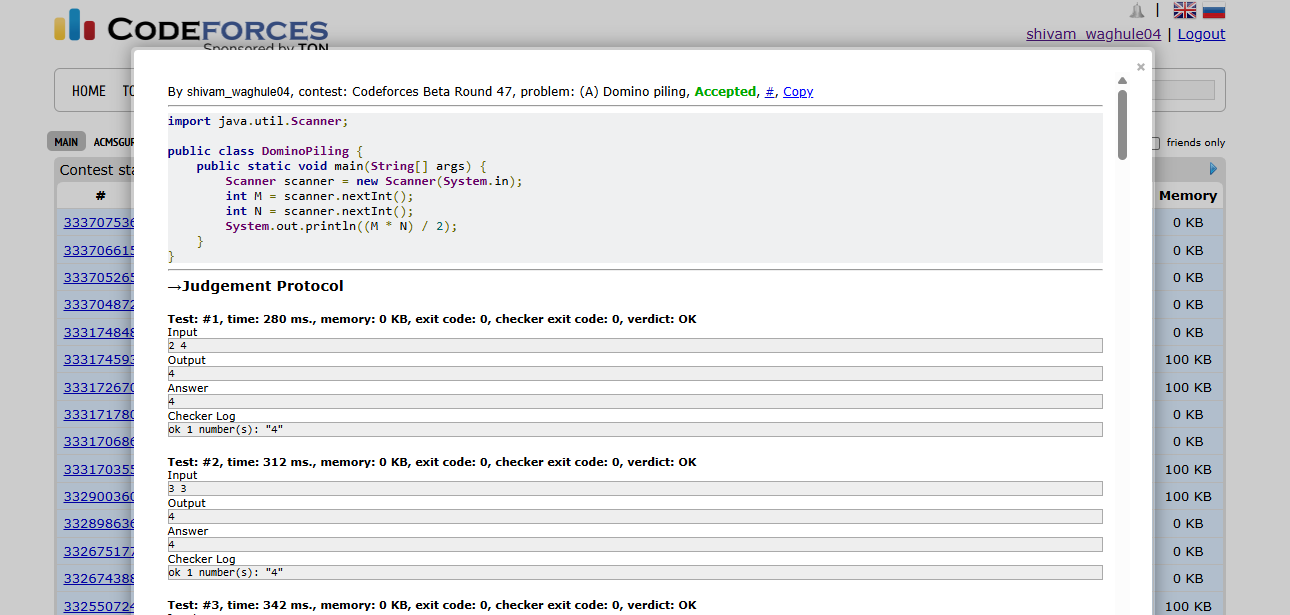 CODEFORCES
Sponsored by TON
|
shivam_waghule04 | Logout
HOME
×
By shivam_waghule04, contest: Codeforces Beta Round 47, problem: (A) Domino piling, Accepted, #, Copy
import java.util.Scanner;
public class DominoPiling {
    public static void main(String[] args) {
        Scanner scanner = new Scanner(System.in);
        int M = scanner.nextInt();
        int N = scanner.nextInt();
        System.out.println((M * N) / 2);
    }
}
→Judgement Protocol
Test: #1, time: 280 ms., memory: 0 KB, exit code: 0, checker exit code: 0, verdict: OK
Input
2 4
Output
4
Answer
4
Checker Log
ok 1 number(s): "4"
Test: #2, time: 312 ms., memory: 0 KB, exit code: 0, checker exit code: 0, verdict: OK
Input
3 3
Output
4
Answer
4
Checker Log
ok 1 number(s): "4"
Test: #3, time: 342 ms., memory: 0 KB, exit code: 0, checker exit code: 0, verdict: OK
MAIN ACMSGUR
friends only
Contest sta
# Memory
333707536 0 KB
333706615 0 KB
333705265 0 KB
333704872 0 KB
333174848 0 KB
333174593 100 KB
333172670 100 KB
333171780 0 KB
333170686 0 KB
333170355 100 KB
332900360 100 KB
332898636 0 KB
332675177 0 KB
332674388 0 KB
332550724 100 KB